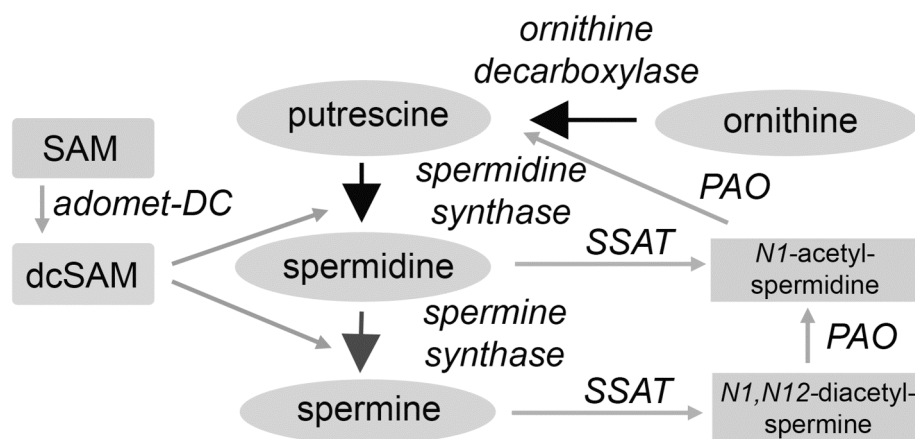 ornithine
decarboxylase
putrescine
ornithine
SAM
adomet-DC
spermidine
synthase
PAO
dcSAM
spermidine
SSAT
N1-acetyl-
spermidine
spermine
synthase
PAO
spermine
SSAT
N1,N12-diacetyl-
spermine